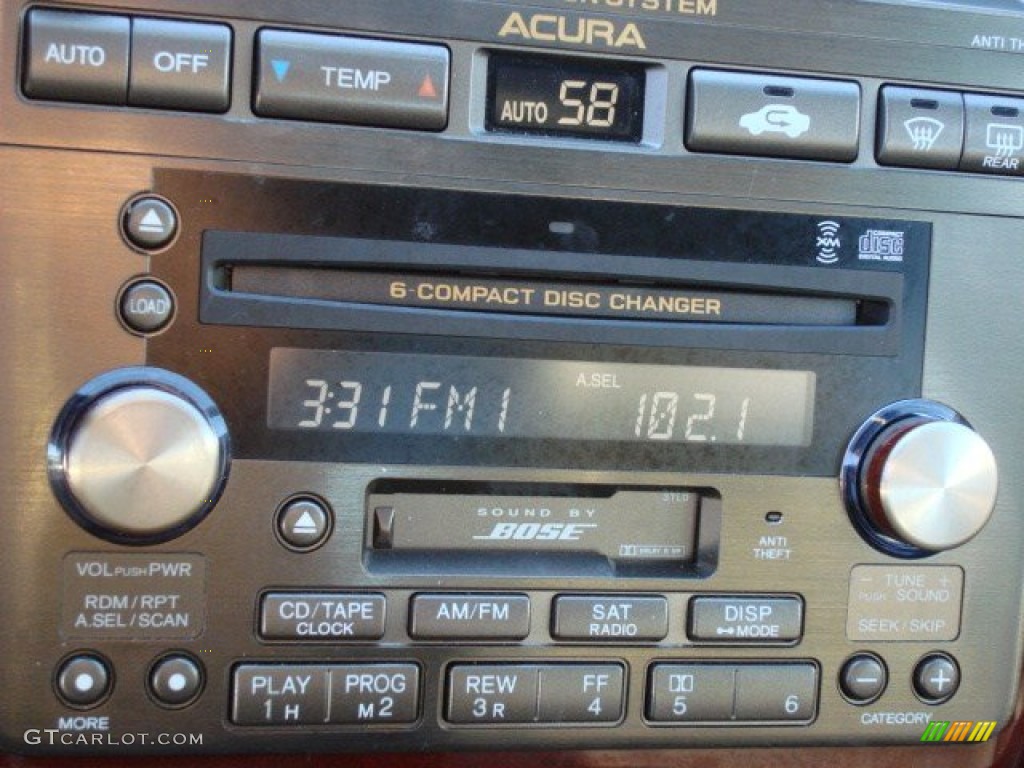 SYSTEM
ACURA
ANTI
AUTO
OFF
TEMP
AUTO 58
REAR
XM
COMPACT
disc
DIGITAL AUDIO
LOAD
6-COMPACT DISC CHANGER
A.SEL
3:31 FM1 102.1
SOUND BY
BOSE
DOLBY B NR
ANTI
THEFT
VOL PUSH PWR
RDM / RPT
A.SEL / SCAN
CD/TAPE
CLOCK
AM/FM
SAT
RADIO
DISP
MODE
− TUNE +
PUSH SOUND
SEEK / SKIP
PLAY
1 H
PROG
M 2
REW
3 R
FF
4
5
6
−
+
MORE
CATEGORY
GTCARLOT.COM